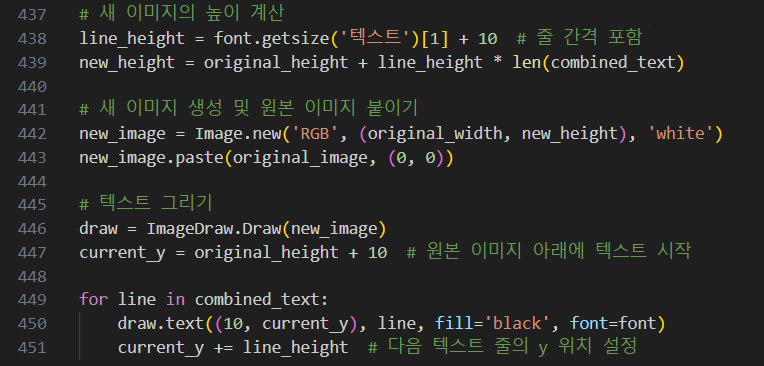 437 # 새 이미지의 높이 계산
438 line_height = font.getsize('텍스트')[1] + 10  # 줄 간격 포함
439 new_height = original_height + line_height * len(combined_text)
440
441 # 새 이미지 생성 및 원본 이미지 붙이기
442 new_image = Image.new('RGB', (original_width, new_height), 'white')
443 new_image.paste(original_image, (0, 0))
444
445 # 텍스트 그리기
446 draw = ImageDraw.Draw(new_image)
447 current_y = original_height + 10  # 원본 이미지 아래에 텍스트 시작
448
449 for line in combined_text:
450     draw.text((10, current_y), line, fill='black', font=font)
451     current_y += line_height  # 다음 텍스트 줄의 y 위치 설정